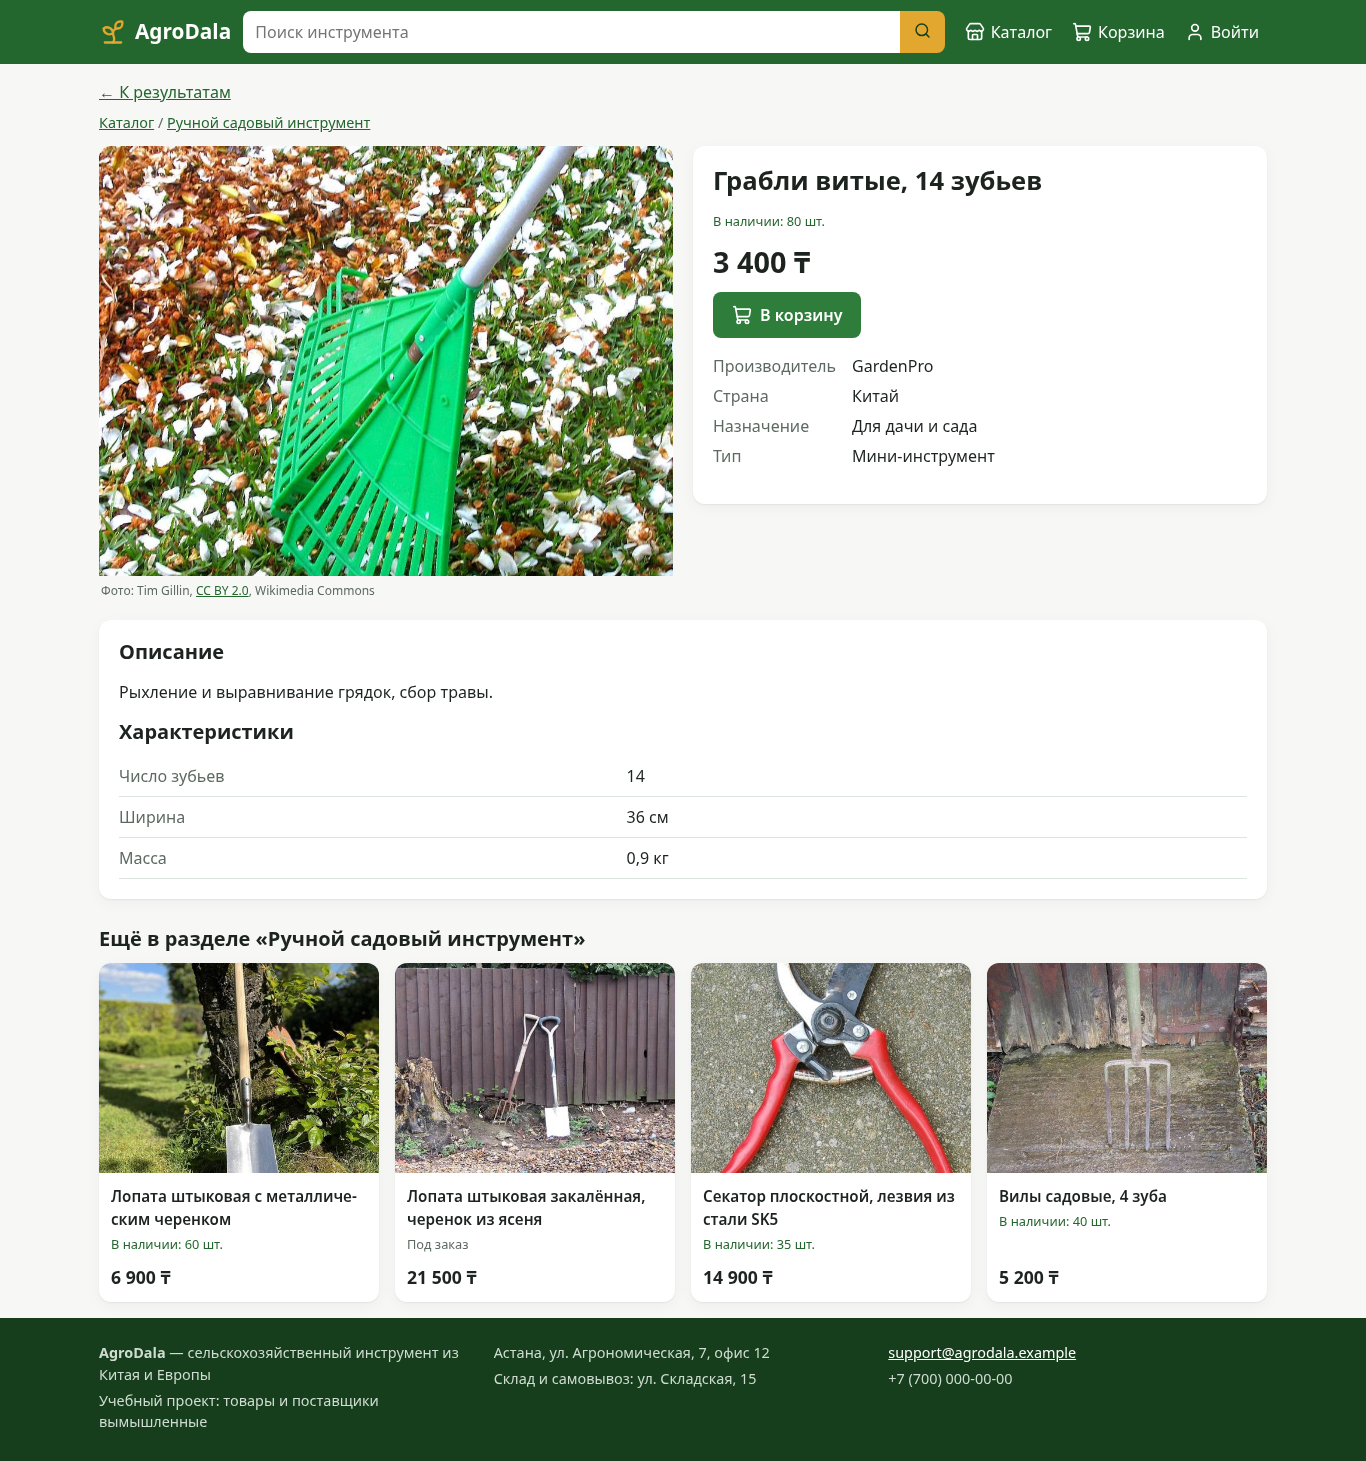 AgroDala
Поиск инструмента
Каталог
Корзина
Войти
← К результатам
Каталог / Ручной садовый инструмент
Грабли витые, 14 зубьев
В наличии: 80 шт.
3 400 ₸
В корзину
Производитель GardenPro
Страна Китай
Назначение Для дачи и сада
Тип Мини-инструмент
Фото: Tim Gillin, CC BY 2.0, Wikimedia Commons
Описание
Рыхление и выравнивание грядок, сбор травы.
Характеристики
Число зубьев 14
Ширина 36 см
Масса 0,9 кг
Ещё в разделе «Ручной садовый инструмент»
Лопата штыковая с металличе-
ским черенком
В наличии: 60 шт.
6 900 ₸
Лопата штыковая закалённая,
черенок из ясеня
Под заказ
21 500 ₸
Секатор плоскостной, лезвия из
стали SK5
В наличии: 35 шт.
14 900 ₸
Вилы садовые, 4 зуба
В наличии: 40 шт.
5 200 ₸
AgroDala — сельскохозяйственный инструмент из
Китая и Европы
Учебный проект: товары и поставщики
вымышленные
Астана, ул. Агрономическая, 7, офис 12
Склад и самовывоз: ул. Складская, 15
support@agrodala.example
+7 (700) 000-00-00